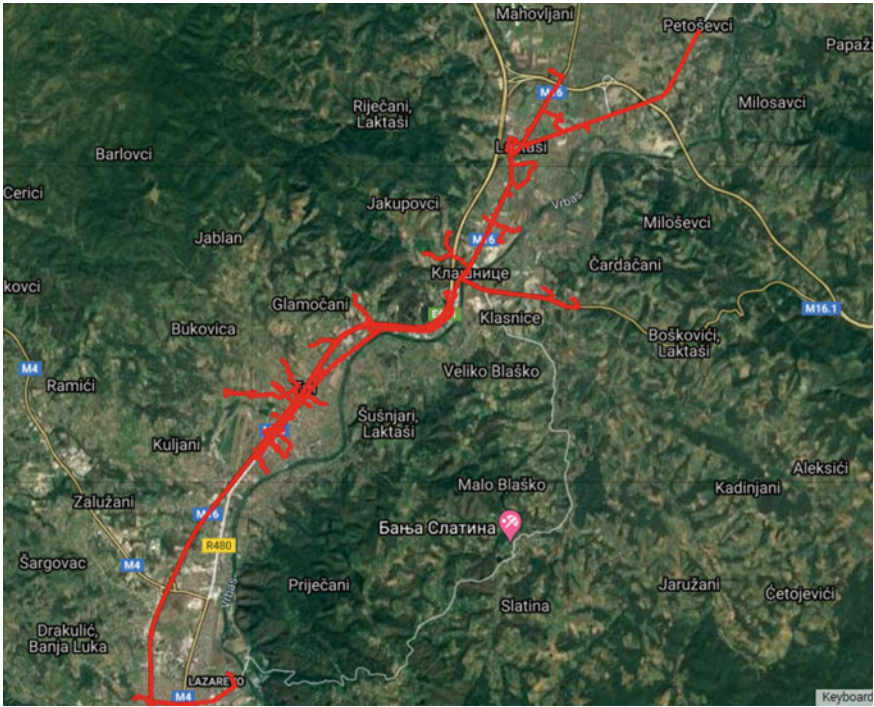 Mahovljani
Petoševci
Papaža
M16
Riječani,
Laktaši
Milosavci
Barlovci
Laktaši
Cerici
Jakupovci
Vrbas
Miloševci
Jablan
M16
Клашнице
Čardačani
kovci
Glamočani
M16.1
Klasnice
Bukovica
Boškovići,
Laktaši
M4
Ramići
Veliko Blaško
Šušnjari,
Laktaši
Kuljani
Aleksići
Malo Blaško
Kadinjani
Zalužani
M16
Бања Слатина
R480
Šargovac
M4
Priječani
Vrbas
Slatina
Jaružani
Četojevići
Drakulić,
Banja Luka
LAZAREVO
M4
Keyboard